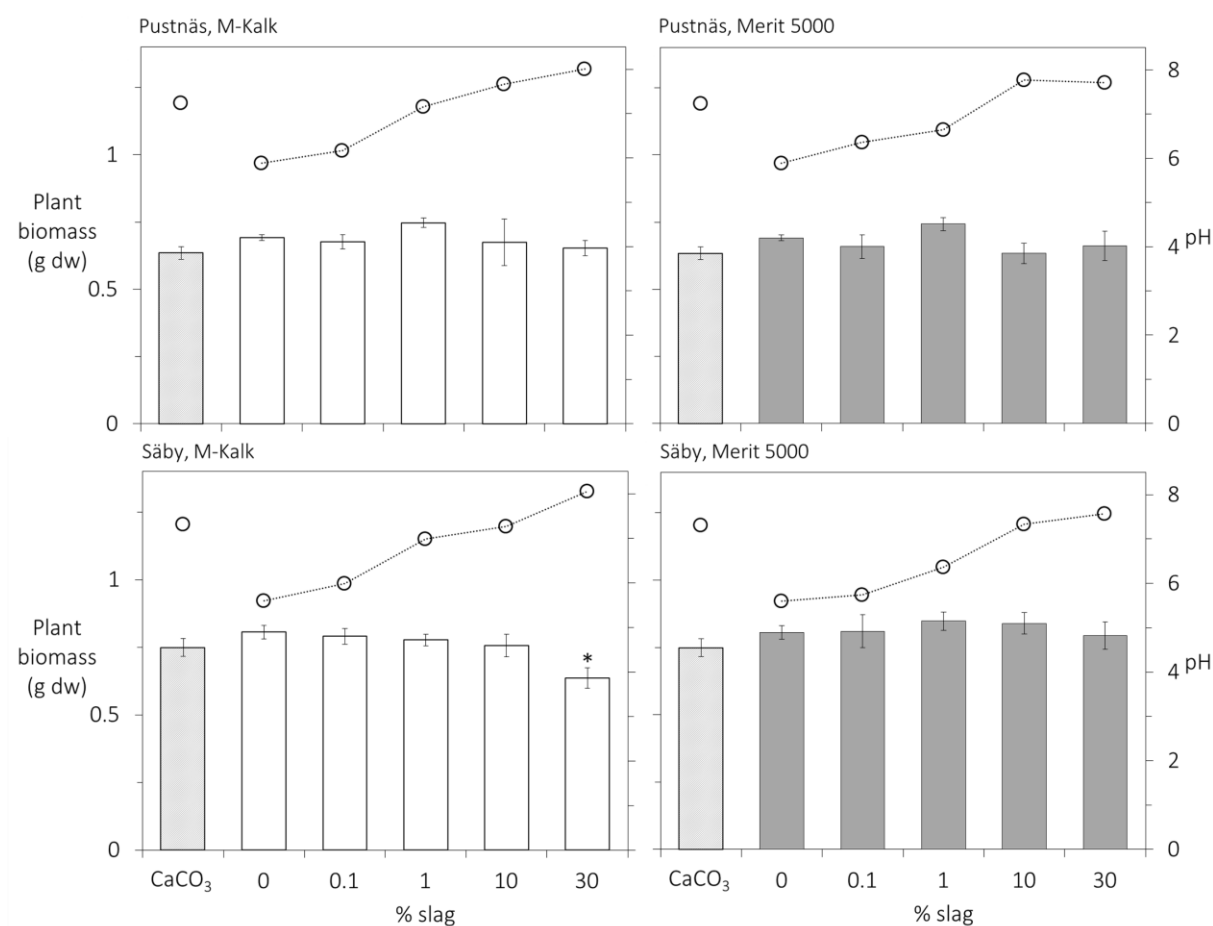 Pustnäs, M-Kalk
Pustnäs, Merit 5000
1
0.5
0
Plant
biomass
(g dw)
8
6
4
2
0
pH
Säby, M-Kalk
Säby, Merit 5000
1
0.5
0
Plant
biomass
(g dw)
*
8
6
4
2
0
pH
CaCO₃ 0 0.1 1 10 30
% slag
CaCO₃ 0 0.1 1 10 30
% slag